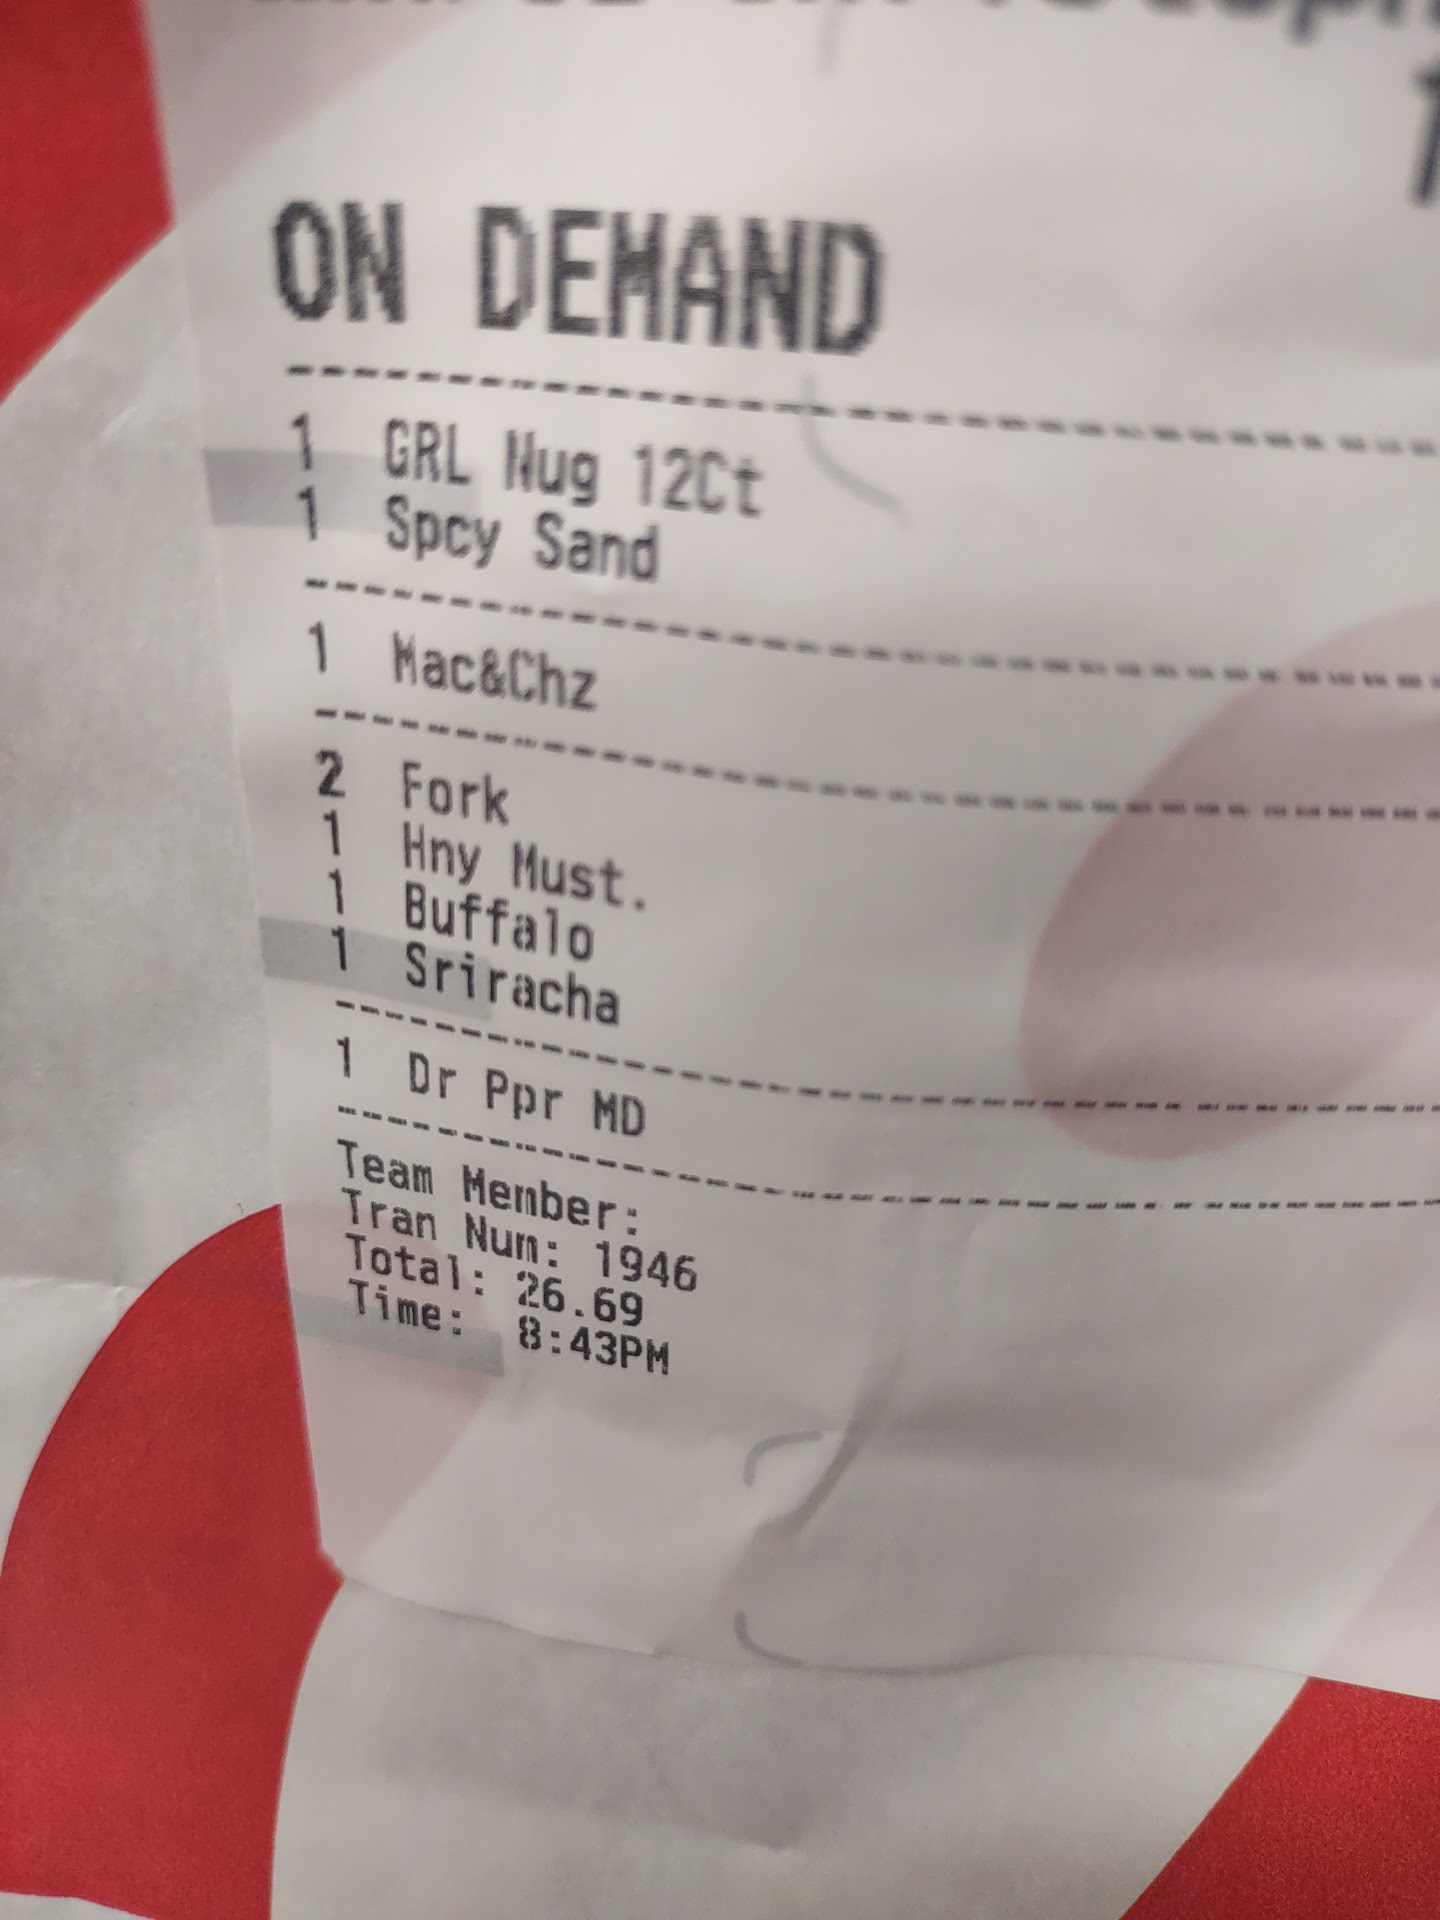 ON DEMAND
1 GRL Nug 12Ct
1 Spcy Sand
1 Mac&Chz
2 Fork
1 Hny Must.
1 Buffalo
1 Sriracha
1 Dr Ppr MD
Team Member:
Tran Num: 1946
Total: 26.69
Time: 8:43PM